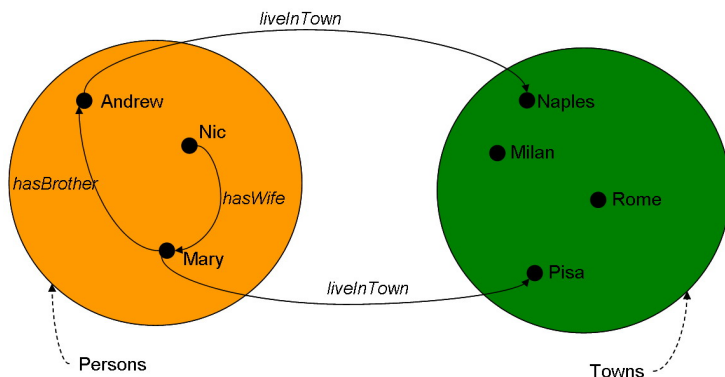 liveInTown
Andrew
Naples
Nic
Milan
hasBrother
hasWife
Rome
Mary
Pisa
liveInTown
Persons
Towns